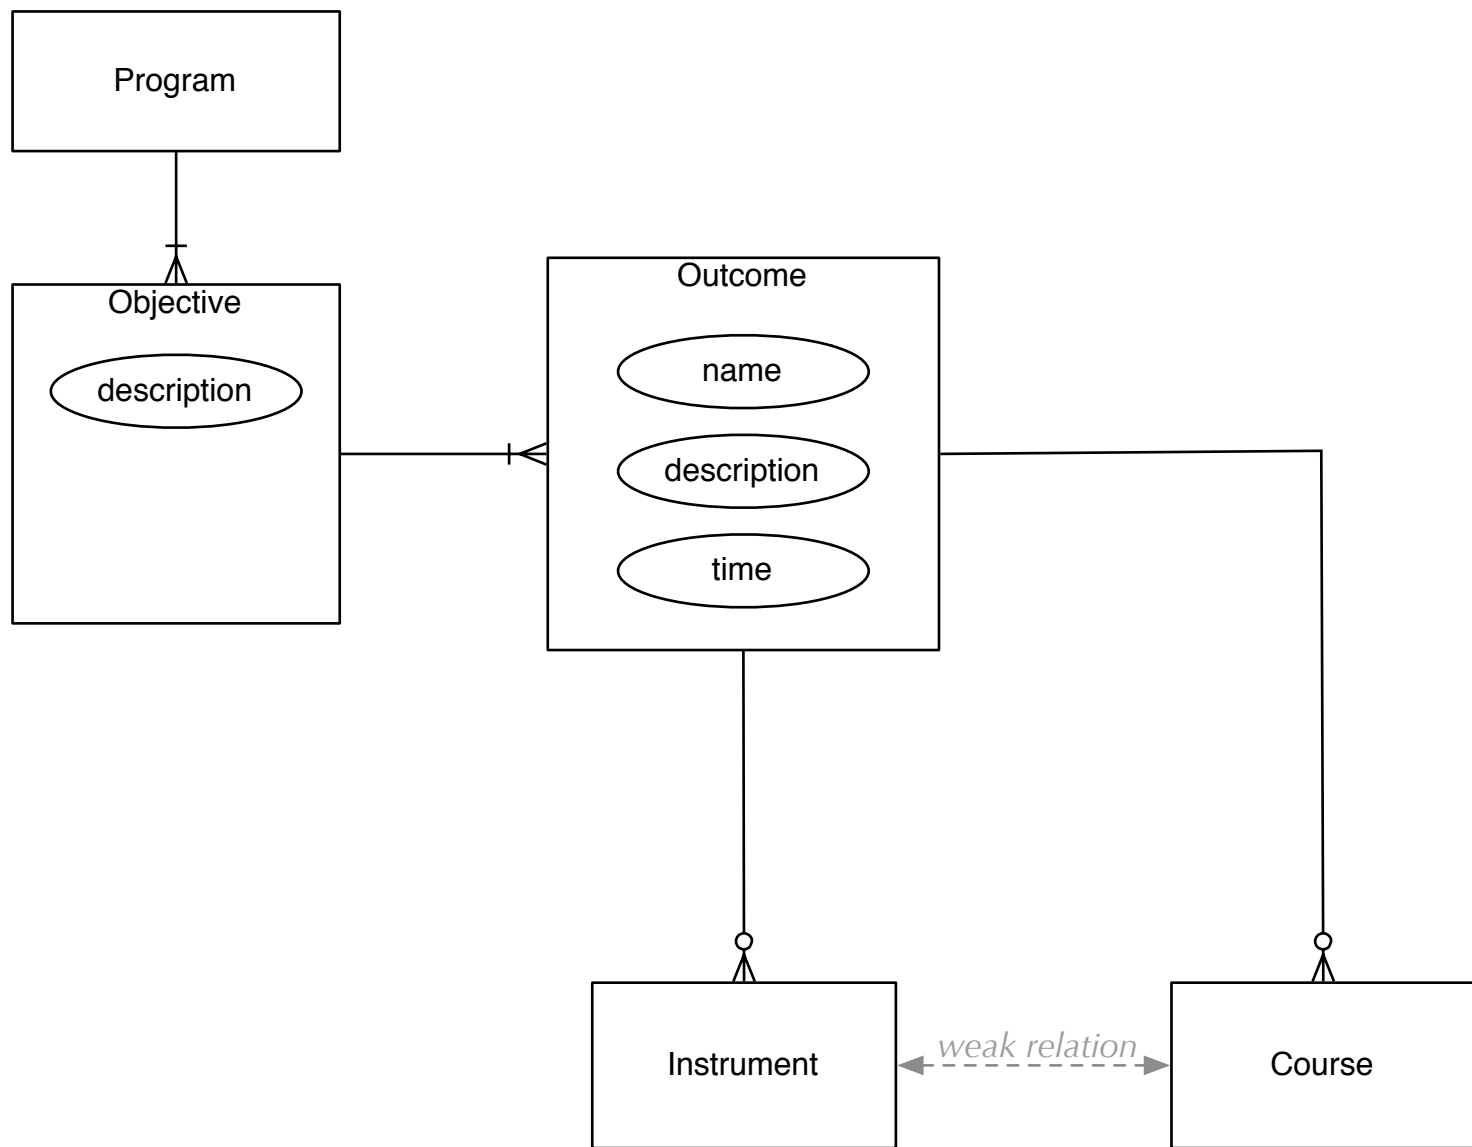 Program
Objective
description
Outcome
name
description
time
Instrument
weak relation
Course